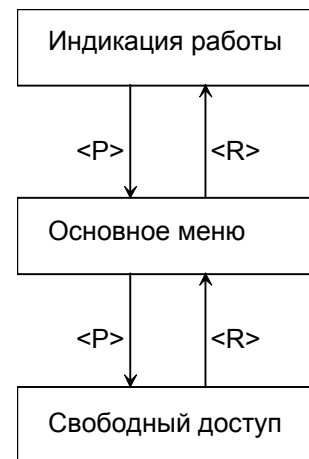 Индикация работы
<P> <R>
Основное меню
<P> <R>
Свободный доступ